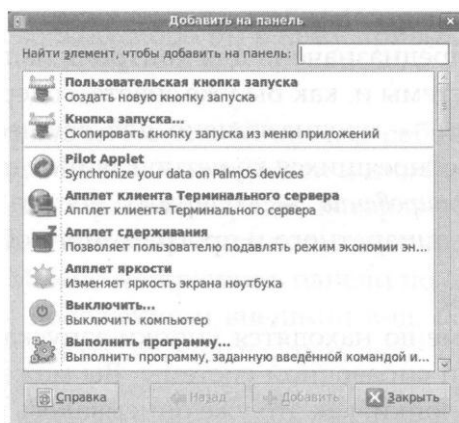 Добавить на панель
Найти элемент, чтобы добавить на панель:
Пользовательская кнопка запуска
Создать новую кнопку запуска
Кнопка запуска...
Скопировать кнопку запуска из меню приложений
Pilot Applet
Synchronize your data on PalmOS devices
Апплет клиента Терминального сервера
Апплет клиента Терминального сервера
Апплет сдерживания
Позволяет пользователю подавлять режим экономии эн...
Апплет яркости
Изменяет яркость экрана ноутбука
Выключить...
Выключить компьютер
Выполнить программу...
Выполнить программу, заданную введённой командой и...
Справка
Назад
Добавить
Закрыть